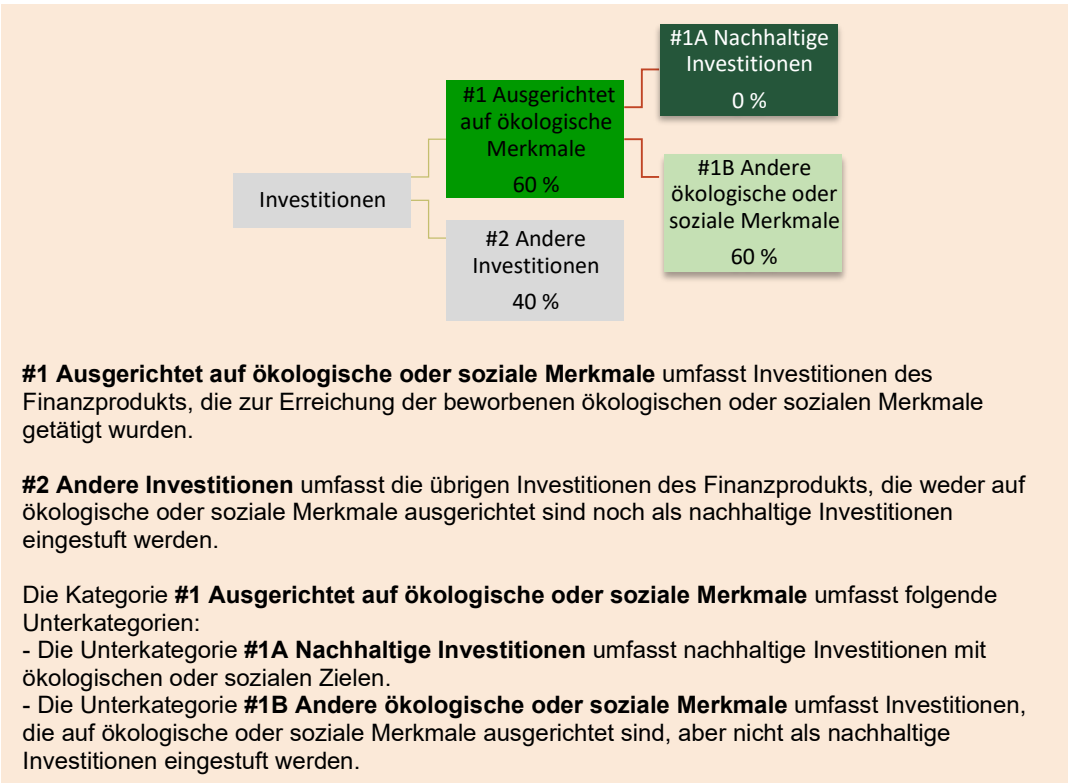 #1A Nachhaltige
Investitionen
0 %
#1 Ausgerichtet
auf ökologische
Merkmale
60 %
#1B Andere
ökologische oder
soziale Merkmale
60 %
Investitionen
#2 Andere
Investitionen
40 %
#1 Ausgerichtet auf ökologische oder soziale Merkmale umfasst Investitionen des
Finanzprodukts, die zur Erreichung der beworbenen ökologischen oder sozialen Merkmale
getätigt wurden.
#2 Andere Investitionen umfasst die übrigen Investitionen des Finanzprodukts, die weder auf
ökologische oder soziale Merkmale ausgerichtet sind noch als nachhaltige Investitionen
eingestuft werden.
Die Kategorie #1 Ausgerichtet auf ökologische oder soziale Merkmale umfasst folgende
Unterkategorien:
- Die Unterkategorie #1A Nachhaltige Investitionen umfasst nachhaltige Investitionen mit
ökologischen oder sozialen Zielen.
- Die Unterkategorie #1B Andere ökologische oder soziale Merkmale umfasst Investitionen,
die auf ökologische oder soziale Merkmale ausgerichtet sind, aber nicht als nachhaltige
Investitionen eingestuft werden.